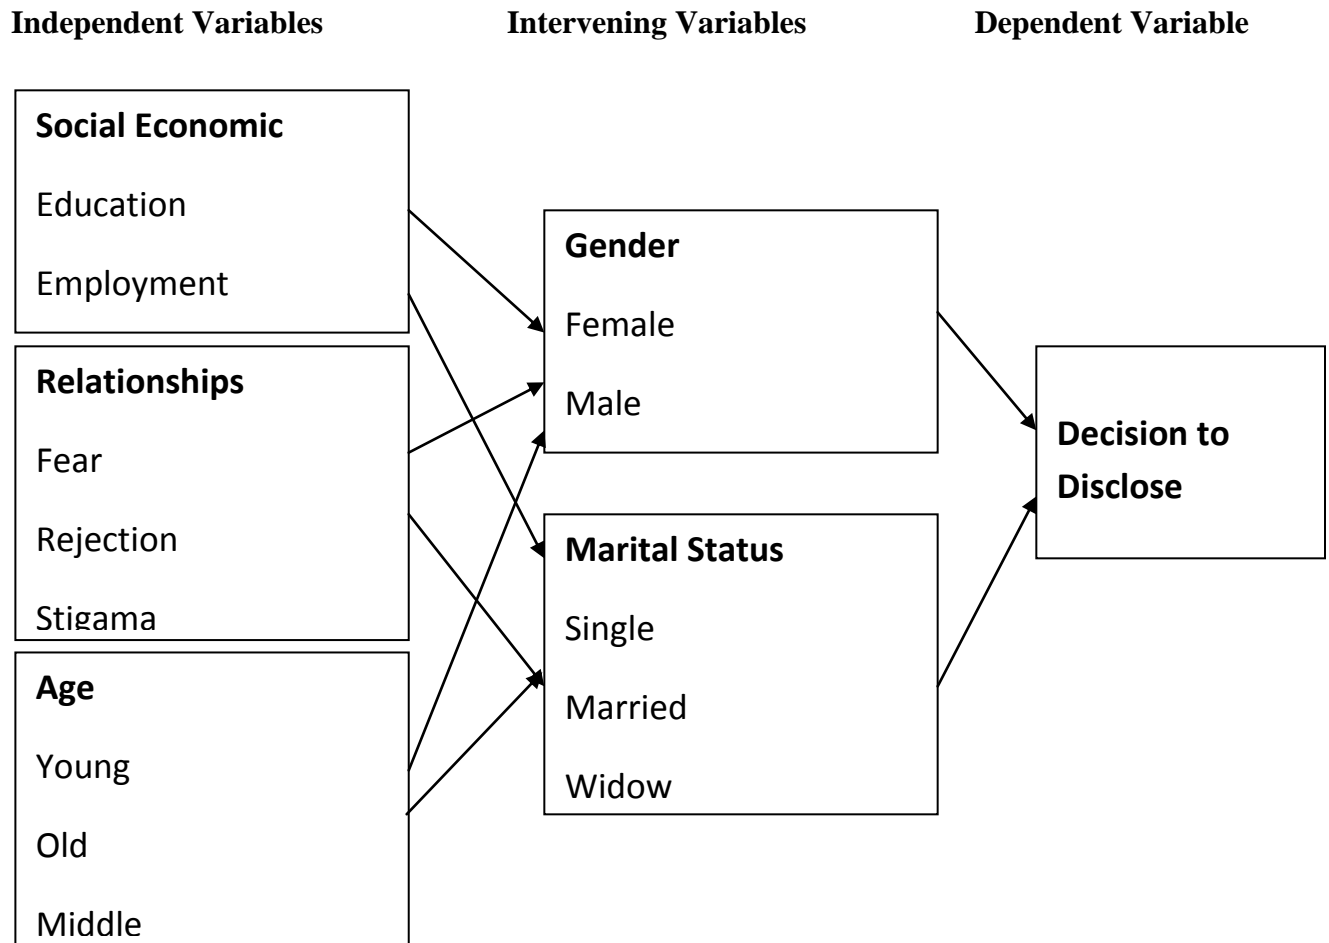 Independent Variables
Intervening Variables
Dependent Variable
Social Economic
Education
Employment
Relationships
Fear
Rejection
Stigama
Age
Young
Old
Middle
Gender
Female
Male
Marital Status
Single
Married
Widow
Decision to
Disclose